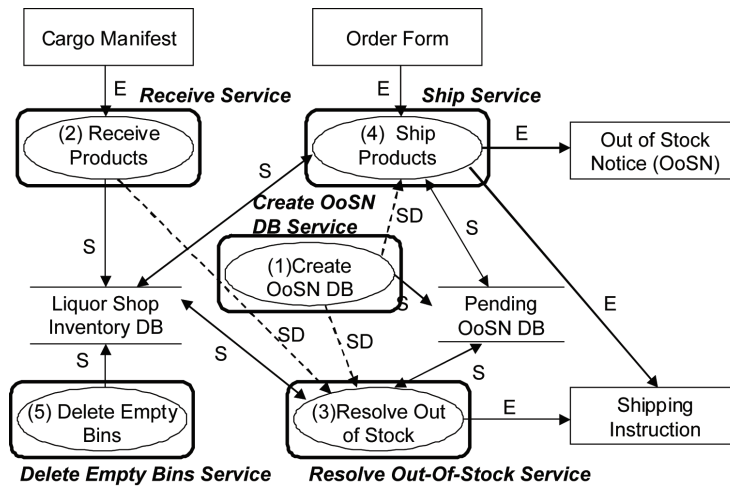 Cargo Manifest
Order Form
E
Receive Service
E
Ship Service
(2) Receive
Products
(4) Ship
Products
E
Out of Stock
Notice (OoSN)
S
Create OoSN
DB Service
SD
S
S
(1)Create
OoSN DB
S
E
Liquor Shop
Inventory DB
Pending
OoSN DB
S
S
SD
SD
S
(5) Delete Empty
Bins
(3)Resolve Out
of Stock
E
Shipping
Instruction
Delete Empty Bins Service
Resolve Out-Of-Stock Service